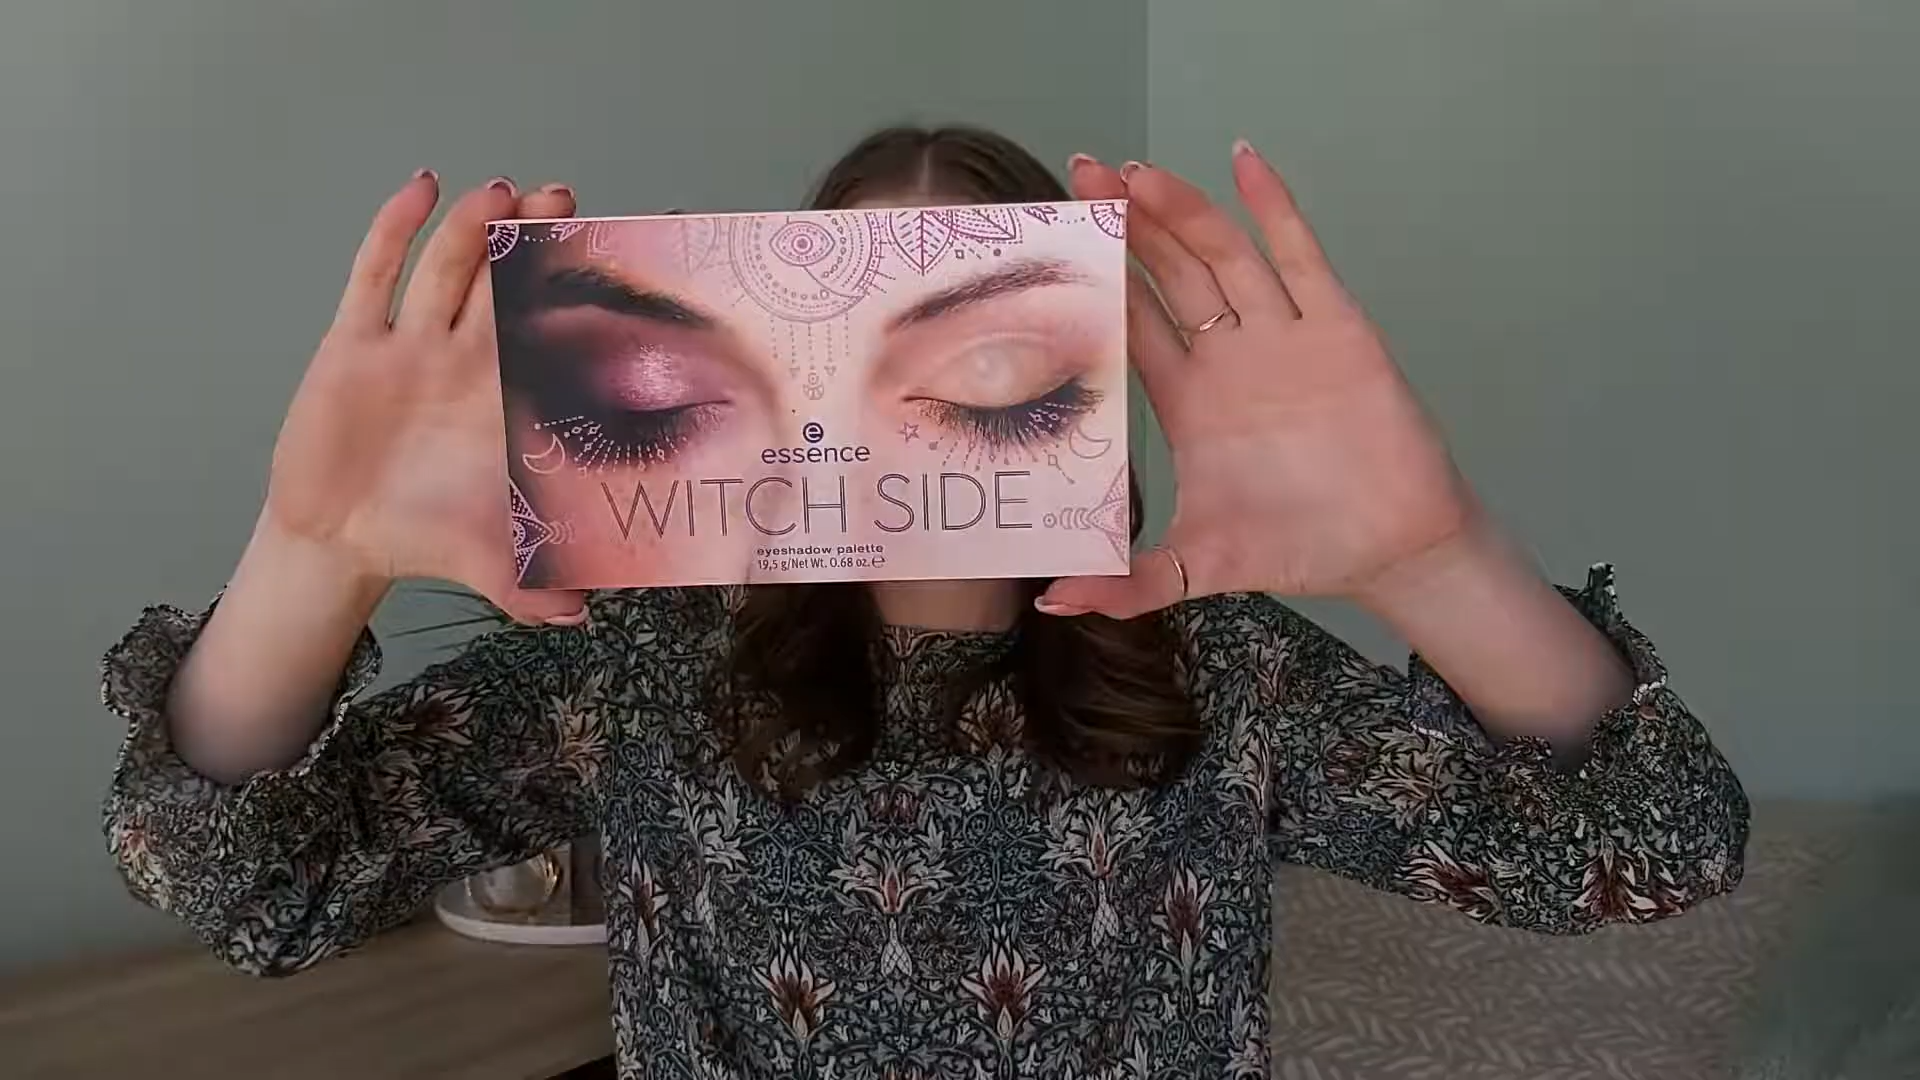 e
essence
WITCH SIDE
eyeshadow palette
19,5 g/Net Wt. 0.68 oz. ℮